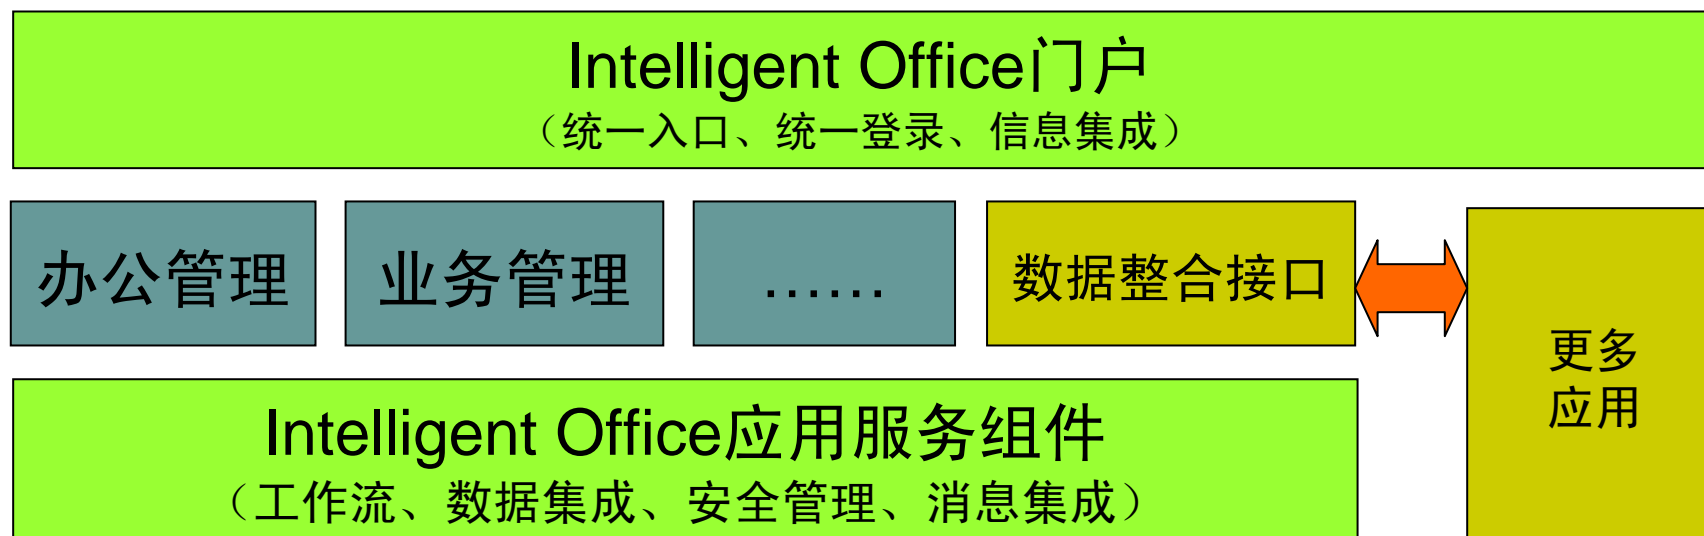 Intelligent Office门户
（统一入口、统一登录、信息集成）
办公管理
业务管理
……
数据整合接口
更多
应用
Intelligent Office应用服务组件
（工作流、数据集成、安全管理、消息集成）